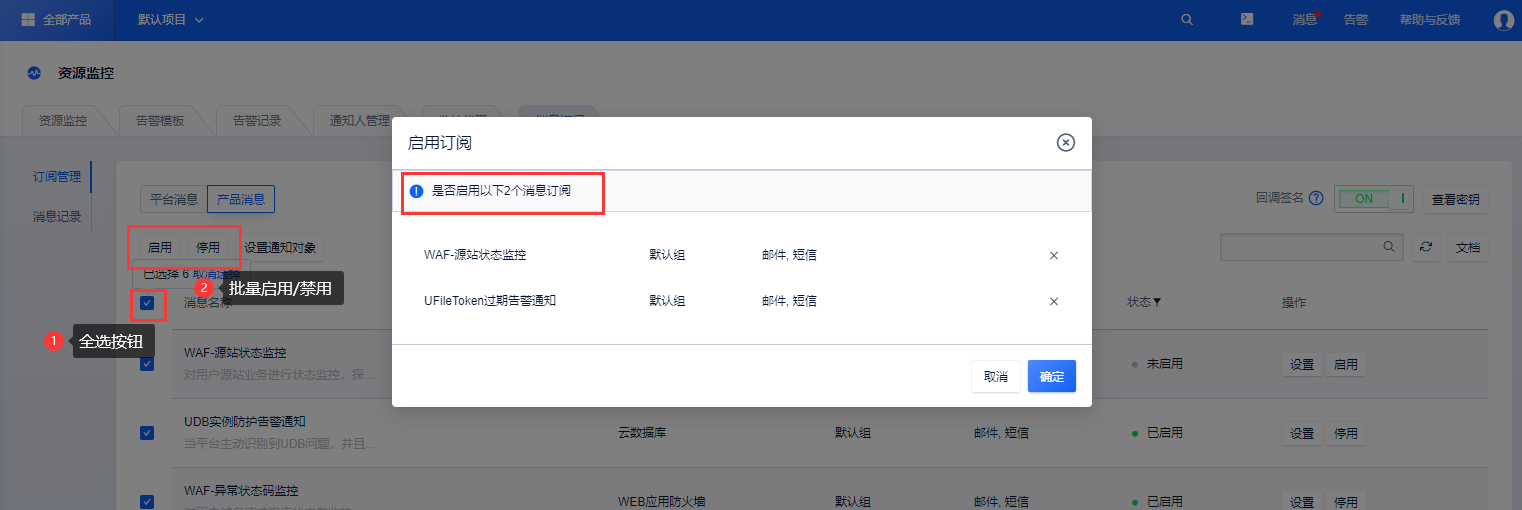 全部产品 默认项目 消息 告警 帮助与反馈
资源监控
资源监控 告警模板 告警记录 通知人管理
启用订阅
是否启用以下2个消息订阅
WAF-源站状态监控 默认组 邮件, 短信
UFileToken过期告警通知 默认组 邮件, 短信
取消 确定
订阅管理
消息记录
平台消息 产品消息 回调签名 ON 查看密钥
启用 停用 设置通知对象 文档
已选择 6 取消选择
2 批量启用/禁用
消息名称 状态 操作
1 全选按钮
WAF-源站状态监控 未启用 设置 启用
对用户源站业务进行状态监控，探...
UDB实例防护告警通知 云数据库 默认组 邮件, 短信 已启用 设置 停用
当平台主动识别到UDB问题，并且...
WAF-异常状态码监控 WEB应用防火墙 默认组 邮件, 短信 已启用 设置 停用